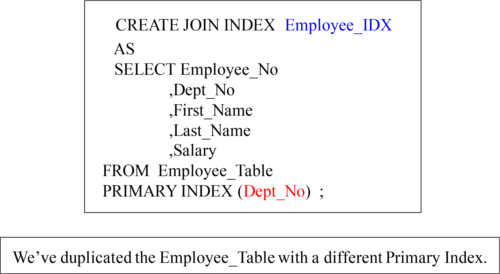 CREATE JOIN INDEX Employee_IDX
AS
SELECT Employee_No
,Dept_No
,First_Name
,Last_Name
,Salary
FROM Employee_Table
PRIMARY INDEX (Dept_No) ;
We've duplicated the Employee_Table with a different Primary Index.